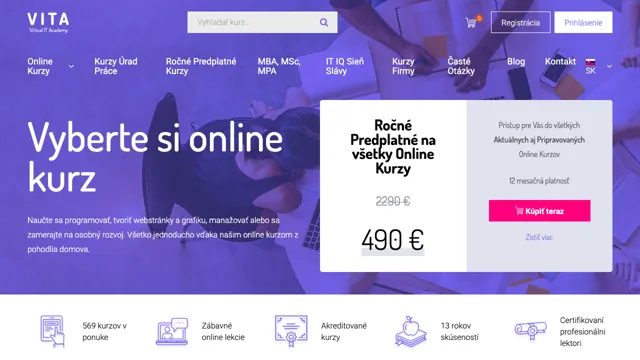 VITA
Virtual IT Academy
Vyhľadať kurz...
0
Registrácia
Prihlásenie
Online Kurzy
Kurzy Úrad Práce
Ročné Predplatné Kurzy
MBA, MSc, MPA
IT IQ Sieň Slávy
Kurzy Firmy
Časté Otázky
Blog
Kontakt
SK
Vyberte si online
kurz
Naučte sa programovať, tvoriť webstránky a grafiku, manažovať alebo sa
zamerajte na osobný rozvoj. Všetko jednoducho vďaka našim online kurzom z
pohodlia domova.
Ročné
Predplatné na
všetky Online
Kurzy
2290 €
490 €
Prístup pre Vás do všetkých
Aktuálnych aj Pripravovaných
Online Kurzov
12 mesačná platnosť
Kúpiť teraz
Zistiť viac
569 kurzov v
ponuke
Zábavné
online lekcie
Akreditované
kurzy
13 rokov
skúseností
Certifikovaní
profesionálni
lektori